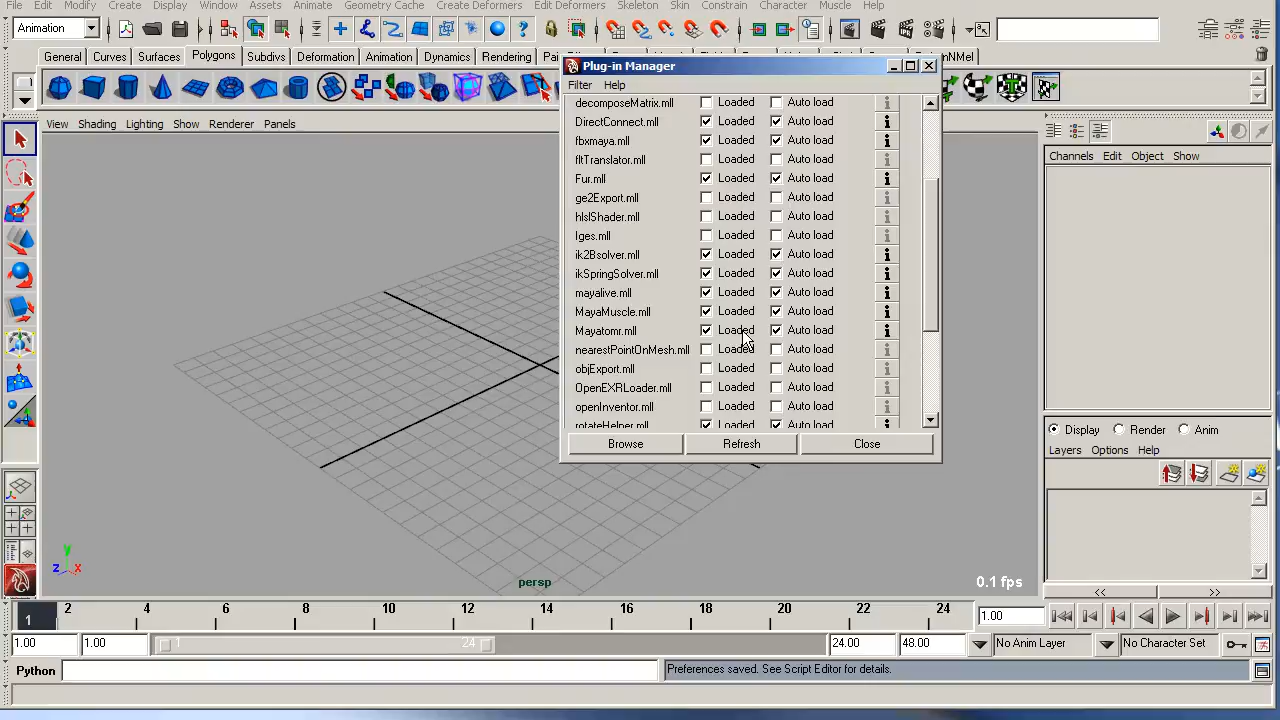 File Edit Modify Create Display Window Assets Animate Geometry Cache Create Deformers Edit Deformers Skeleton Skin Constrain Character Muscle Help
Animation
General Curves Surfaces Polygons Subdivs Deformation Animation Dynamics Rendering
Plug-in Manager
Filter Help
View Shading Lighting Show Renderer Panels
decomposeMatrix.mll Loaded Auto load
DirectConnect.mll Loaded Auto load
fbxmaya.mll Loaded Auto load
fltTranslator.mll Loaded Auto load
Fur.mll Loaded Auto load
ge2Export.mll Loaded Auto load
hlslShader.mll Loaded Auto load
Iges.mll Loaded Auto load
ik2Bsolver.mll Loaded Auto load
ikSpringSolver.mll Loaded Auto load
mayalive.mll Loaded Auto load
MayaMuscle.mll Loaded Auto load
Mayatomr.mll Loaded Auto load
nearestPointOnMesh.mll Loaded Auto load
objExport.mll Loaded Auto load
OpenEXRLoader.mll Loaded Auto load
openInventor.mll Loaded Auto load
rotateHelper.mll Loaded Auto load
Browse Refresh Close
Channels Edit Object Show
Display Render Anim
Layers Options Help
y
z x
persp
0.1 fps
<< >>
1 2 4 6 8 10 12 14 16 18 20 22 24
1.00
1.00 1.00 1 24 24.00 48.00 No Anim Layer No Character Set
Python Preferences saved. See Script Editor for details.